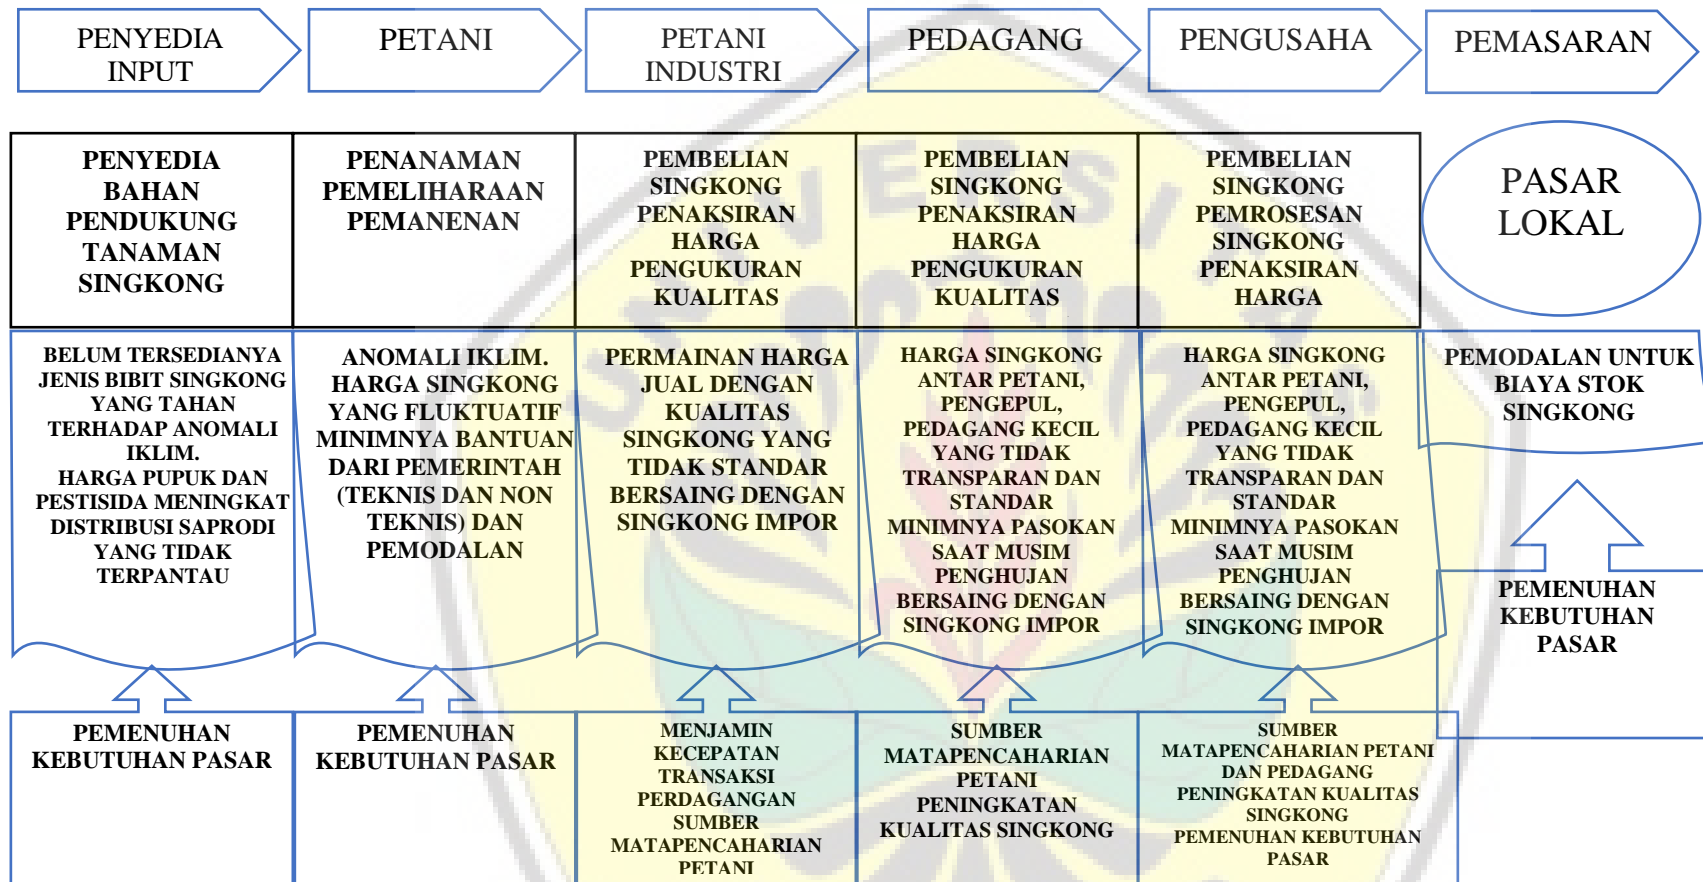 PENYEDIA
INPUT
PETANI
PETANI
INDUSTRI
PEDAGANG
PENGUSAHA
PEMASARAN
PENYEDIA
BAHAN
PENDUKUNG
TANAMAN
SINGKONG
PENANAMAN
PEMELIHARAAN
PEMANENAN
PEMBELIAN
SINGKONG
PENAKSIRAN
HARGA
PENGUKURAN
KUALITAS
PEMBELIAN
SINGKONG
PENAKSIRAN
HARGA
PENGUKURAN
KUALITAS
PEMBELIAN
SINGKONG
PEMROSESAN
SINGKONG
PENAKSIRAN
HARGA
PASAR
LOKAL
BELUM TERSEDIANYA
JENIS BIBIT SINGKONG
YANG TAHAN
TERHADAP ANOMALI
IKLIM.
HARGA PUPUK DAN
PESTISIDA MENINGKAT
DISTRIBUSI SAPRODI
YANG TIDAK
TERPANTAU
ANOMALI IKLIM.
HARGA SINGKONG
YANG FLUKTUATIF
MINIMNYA BANTUAN
DARI PEMERINTAH
(TEKNIS DAN NON
TEKNIS) DAN
PEMODALAN
PERMAINAN HARGA
JUAL DENGAN
KUALITAS
SINGKONG YANG
TIDAK STANDAR
BERSAING DENGAN
SINGKONG IMPOR
HARGA SINGKONG
ANTAR PETANI,
PENGEPUL,
PEDAGANG KECIL
YANG TIDAK
TRANSPARAN DAN
STANDAR
MINIMNYA PASOKAN
SAAT MUSIM
PENGHUJAN
BERSAING DENGAN
SINGKONG IMPOR
HARGA SINGKONG
ANTAR PETANI,
PENGEPUL,
PEDAGANG KECIL
YANG TIDAK
TRANSPARAN DAN
STANDAR
MINIMNYA PASOKAN
SAAT MUSIM
PENGHUJAN
BERSAING DENGAN
SINGKONG IMPOR
PEMODALAN UNTUK
BIAYA STOK
SINGKONG
PEMENUHAN
KEBUTUHAN
PASAR
PEMENUHAN
KEBUTUHAN PASAR
PEMENUHAN
KEBUTUHAN PASAR
MENJAMIN
KECEPATAN
TRANSAKSI
PERDAGANGAN
SUMBER
MATAPENCAHARIAN
PETANI
SUMBER
MATAPENCAHARIAN
PETANI
PENINGKATAN
KUALITAS SINGKONG
SUMBER
MATAPENCAHARIAN PETANI
DAN PEDAGANG
PENINGKATAN KUALITAS
SINGKONG
PEMENUHAN KEBUTUHAN
PASAR
UNIVERSITAS